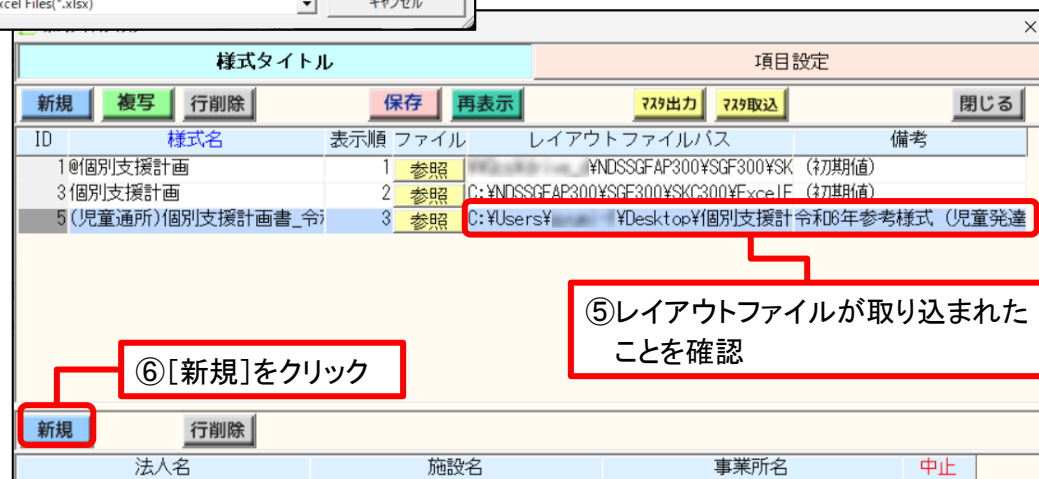 xcel Files(*.xlsx)
キャンセル
様式タイトル 項目設定
新規 複写 行削除 保存 再表示 ﾏｽﾀ出力 ﾏｽﾀ取込 閉じる
ID 様式名 表示順 ファイル レイアウトファイルパス 備考
1 @個別支援計画 1 参照 ¥NDSSGFAP300¥SGF300¥SK (初期値)
3 個別支援計画 2 参照 C:¥NDSSGFAP300¥SGF300¥SKC300¥ExcelF (初期値)
5 (児童通所)個別支援計画書_令 3 参照 C:¥Users¥ ¥Desktop¥個別支援計 令和6年参考様式（児童発達
⑤レイアウトファイルが取り込まれた
ことを確認
⑥[新規]をクリック
新規 行削除
法人名 施設名 事業所名 中止